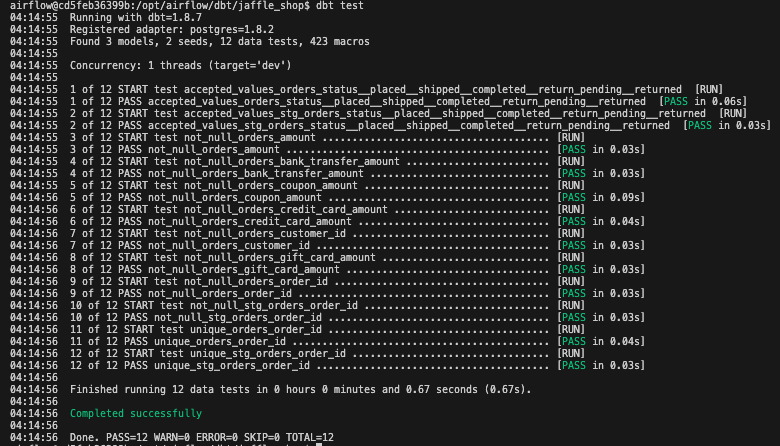 airflow@cd5feb36399b:/opt/airflow/dbt/jaffle_shop$ dbt test
04:14:55  Running with dbt=1.8.7
04:14:55  Registered adapter: postgres=1.8.2
04:14:55  Found 3 models, 2 seeds, 12 data tests, 423 macros
04:14:55
04:14:55  Concurrency: 1 threads (target='dev')
04:14:55
04:14:55  1 of 12 START test accepted_values_orders_status__placed__shipped__completed__return_pending__returned  [RUN]
04:14:55  1 of 12 PASS accepted_values_orders_status__placed__shipped__completed__return_pending__returned  [PASS in 0.06s]
04:14:55  2 of 12 START test accepted_values_stg_orders_status__placed__shipped__completed__return_pending__returned  [RUN]
04:14:55  2 of 12 PASS accepted_values_stg_orders_status__placed__shipped__completed__return_pending__returned  [PASS in 0.03s]
04:14:55  3 of 12 START test not_null_orders_amount ...................................... [RUN]
04:14:55  3 of 12 PASS not_null_orders_amount ............................................ [PASS in 0.03s]
04:14:55  4 of 12 START test not_null_orders_bank_transfer_amount ........................ [RUN]
04:14:55  4 of 12 PASS not_null_orders_bank_transfer_amount .............................. [PASS in 0.03s]
04:14:55  5 of 12 START test not_null_orders_coupon_amount ............................... [RUN]
04:14:56  5 of 12 PASS not_null_orders_coupon_amount ..................................... [PASS in 0.09s]
04:14:56  6 of 12 START test not_null_orders_credit_card_amount .......................... [RUN]
04:14:56  6 of 12 PASS not_null_orders_credit_card_amount ................................ [PASS in 0.04s]
04:14:56  7 of 12 START test not_null_orders_customer_id ................................. [RUN]
04:14:56  7 of 12 PASS not_null_orders_customer_id ....................................... [PASS in 0.03s]
04:14:56  8 of 12 START test not_null_orders_gift_card_amount ............................ [RUN]
04:14:56  8 of 12 PASS not_null_orders_gift_card_amount .................................. [PASS in 0.03s]
04:14:56  9 of 12 START test not_null_orders_order_id .................................... [RUN]
04:14:56  9 of 12 PASS not_null_orders_order_id .......................................... [PASS in 0.03s]
04:14:56  10 of 12 START test not_null_stg_orders_order_id ............................... [RUN]
04:14:56  10 of 12 PASS not_null_stg_orders_order_id ..................................... [PASS in 0.03s]
04:14:56  11 of 12 START test unique_orders_order_id ..................................... [RUN]
04:14:56  11 of 12 PASS unique_orders_order_id ........................................... [PASS in 0.04s]
04:14:56  12 of 12 START test unique_stg_orders_order_id ................................. [RUN]
04:14:56  12 of 12 PASS unique_stg_orders_order_id ....................................... [PASS in 0.03s]
04:14:56
04:14:56  Finished running 12 data tests in 0 hours 0 minutes and 0.67 seconds (0.67s).
04:14:56
04:14:56  Completed successfully
04:14:56
04:14:56  Done. PASS=12 WARN=0 ERROR=0 SKIP=0 TOTAL=12